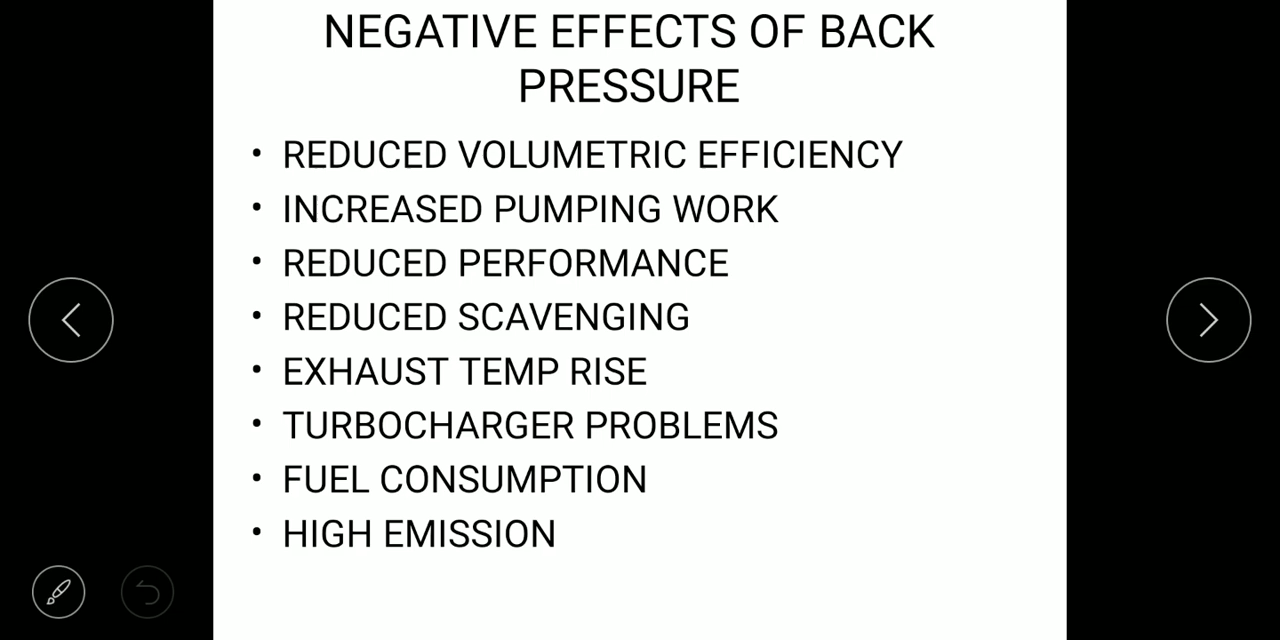 NEGATIVE EFFECTS OF BACK
PRESSURE
• REDUCED VOLUMETRIC EFFICIENCY
• INCREASED PUMPING WORK
• REDUCED PERFORMANCE
• REDUCED SCAVENGING
• EXHAUST TEMP RISE
• TURBOCHARGER PROBLEMS
• FUEL CONSUMPTION
• HIGH EMISSION